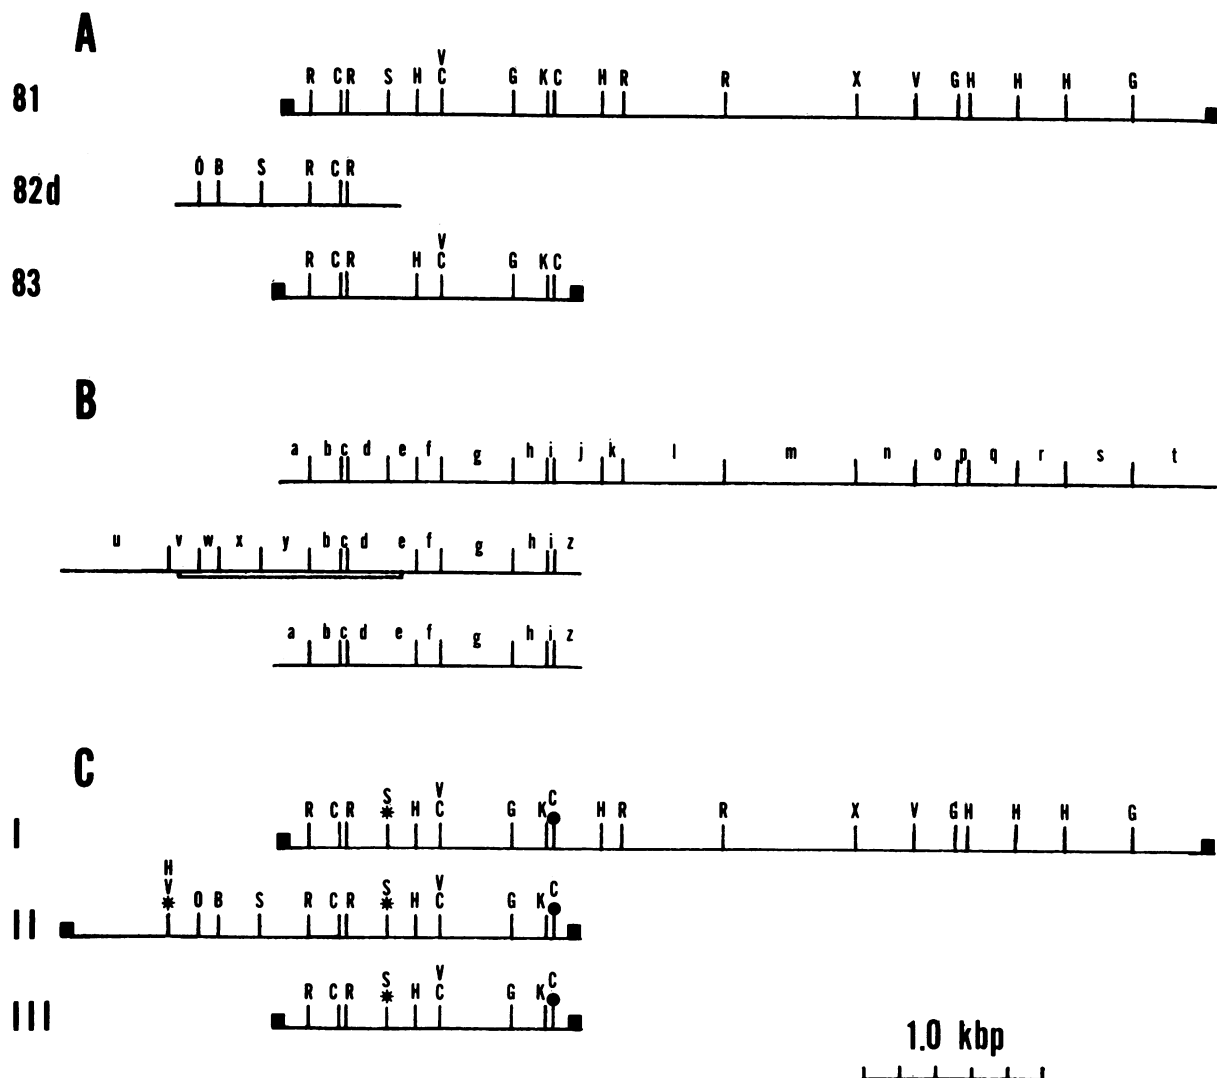 A
V
R C R S H C G K C H R R X V G H H H G
81
O B S R C R
82d
V
R C R H C G K C
83
B
a b c d e f g h i j k l m n o p q r s t
u v w x y b c d e f g h i z
a b c d e f g h i z
C
S V C
R C R * H C G K H R R X V G H H H G
I
H
V S V C
* O B S R C R * H C G K
II
S V C
R C R * H C G K
III
1.0 kbp